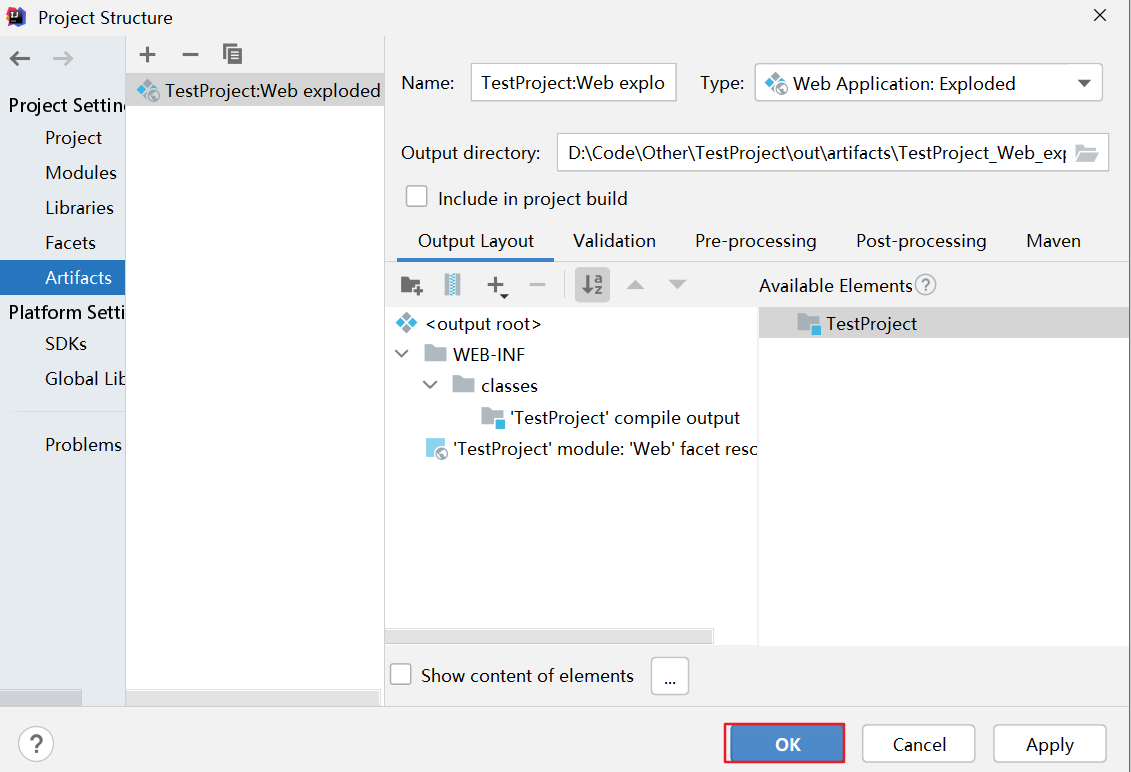 Project Structure
TestProject:Web exploded
Project Settin
Project
Modules
Libraries
Facets
Artifacts
Platform Setti
SDKs
Global Lib
Problems
Name: TestProject:Web explo Type: Web Application: Exploded
Output directory: D:\Code\Other\TestProject\out\artifacts\TestProject_Web_exp
Include in project build
Output Layout Validation Pre-processing Post-processing Maven
Available Elements ?
<output root>
WEB-INF
classes
'TestProject' compile output
'TestProject' module: 'Web' facet resc
TestProject
Show content of elements ...
? OK Cancel Apply